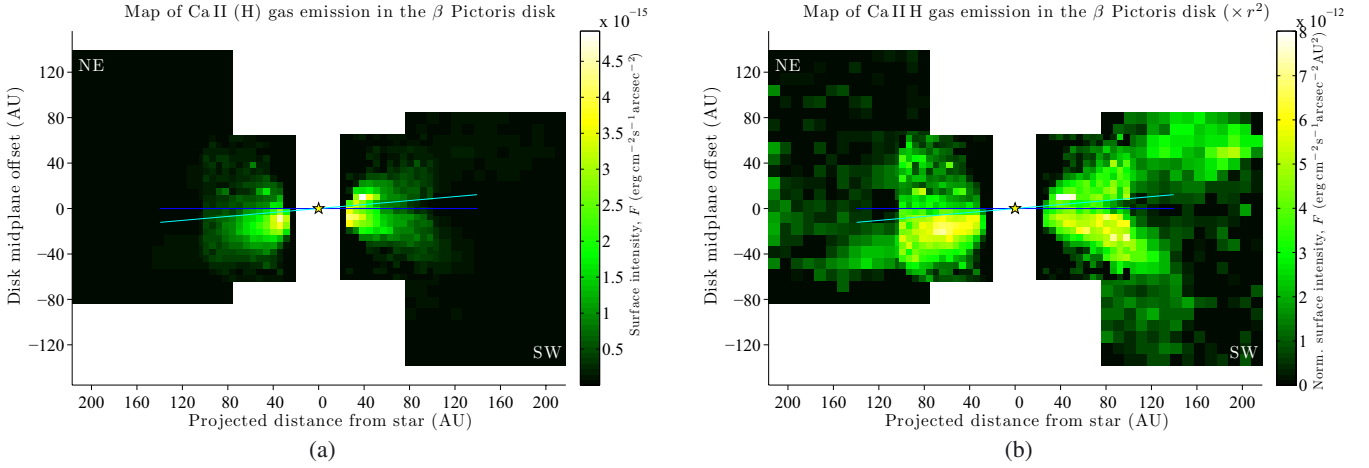 Map of Ca II (H) gas emission in the β Pictoris disk
x 10⁻¹⁵
NE
SW
120
80
40
0
−40
−80
−120
Disk midplane offset (AU)
200 160 120 80 40 0 40 80 120 160 200
Projected distance from star (AU)
4.5
4
3.5
3
2.5
2
1.5
1
0.5
Surface intensity, F (erg cm⁻² s⁻¹ arcsec⁻²)
(a)
Map of Ca II H gas emission in the β Pictoris disk (× r²)
x 10⁻¹²
NE
SW
120
80
40
0
−40
−80
−120
Disk midplane offset (AU)
200 160 120 80 40 0 40 80 120 160 200
Projected distance from star (AU)
8
7
6
5
4
3
2
1
0
Norm. surface intensity, F (erg cm⁻² s⁻¹ arcsec⁻² AU²)
(b)